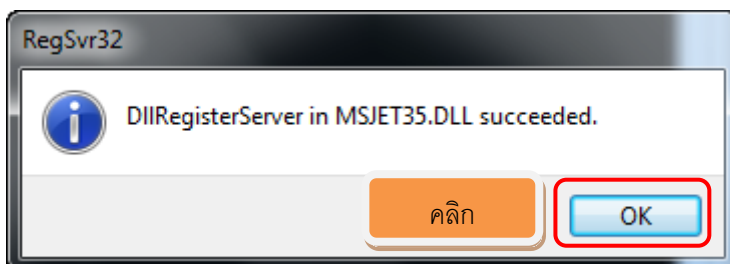 RegSvr32
DllRegisterServer in MSJET35.DLL succeeded.
คลิก
OK